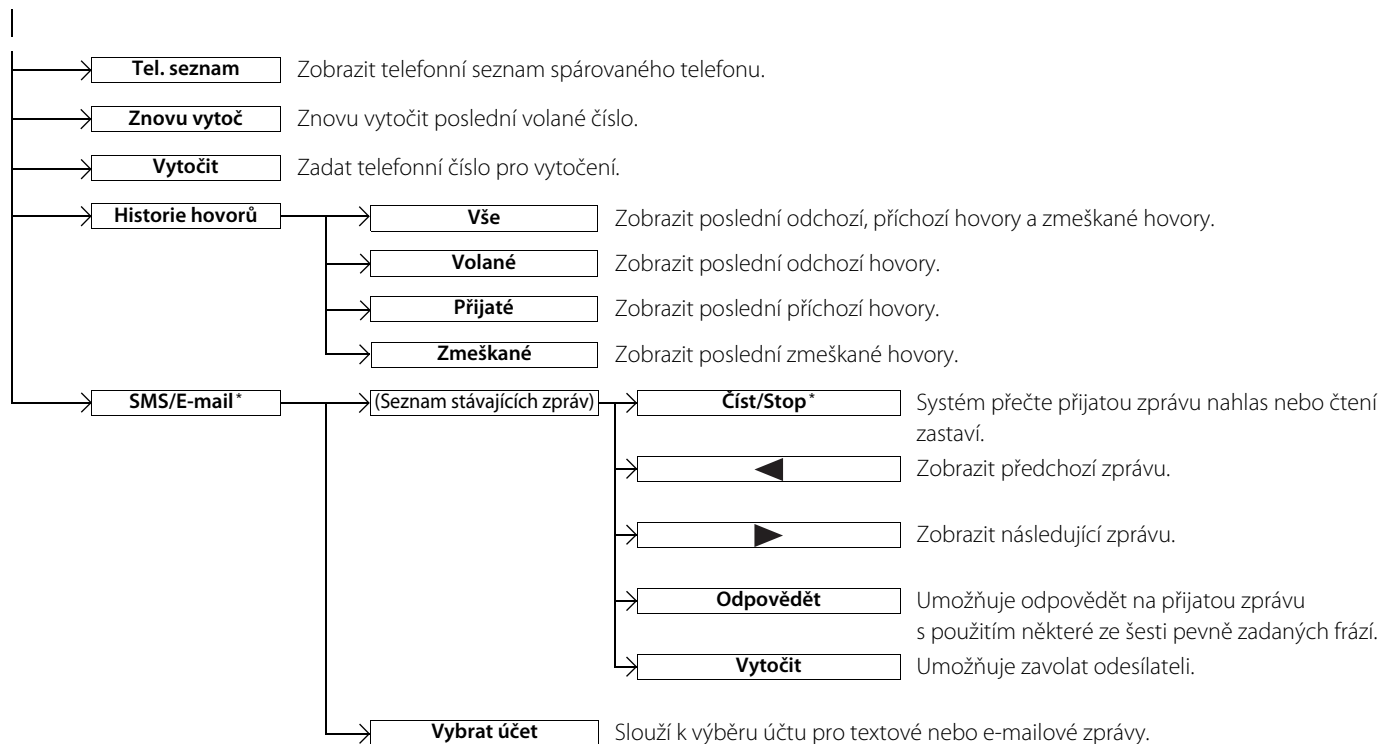 Tel. seznam Zobrazit telefonní seznam spárovaného telefonu.
Znovu vytoč Znovu vytočit poslední volané číslo.
Vytočit Zadat telefonní číslo pro vytočení.
Historie hovorů Vše Zobrazit poslední odchozí, příchozí hovory a zmeškané hovory.
Volané Zobrazit poslední odchozí hovory.
Přijaté Zobrazit poslední příchozí hovory.
Zmeškané Zobrazit poslední zmeškané hovory.
SMS/E-mail* (Seznam stávajících zpráv) Číst/Stop* Systém přečte přijatou zprávu nahlas nebo čtení
zastaví.
Zobrazit předchozí zprávu.
Zobrazit následující zprávu.
Odpovědět Umožňuje odpovědět na přijatou zprávu
s použitím některé ze šesti pevně zadaných frází.
Vytočit Umožňuje zavolat odesílateli.
Vybrat účet Slouží k výběru účtu pro textové nebo e-mailové zprávy.